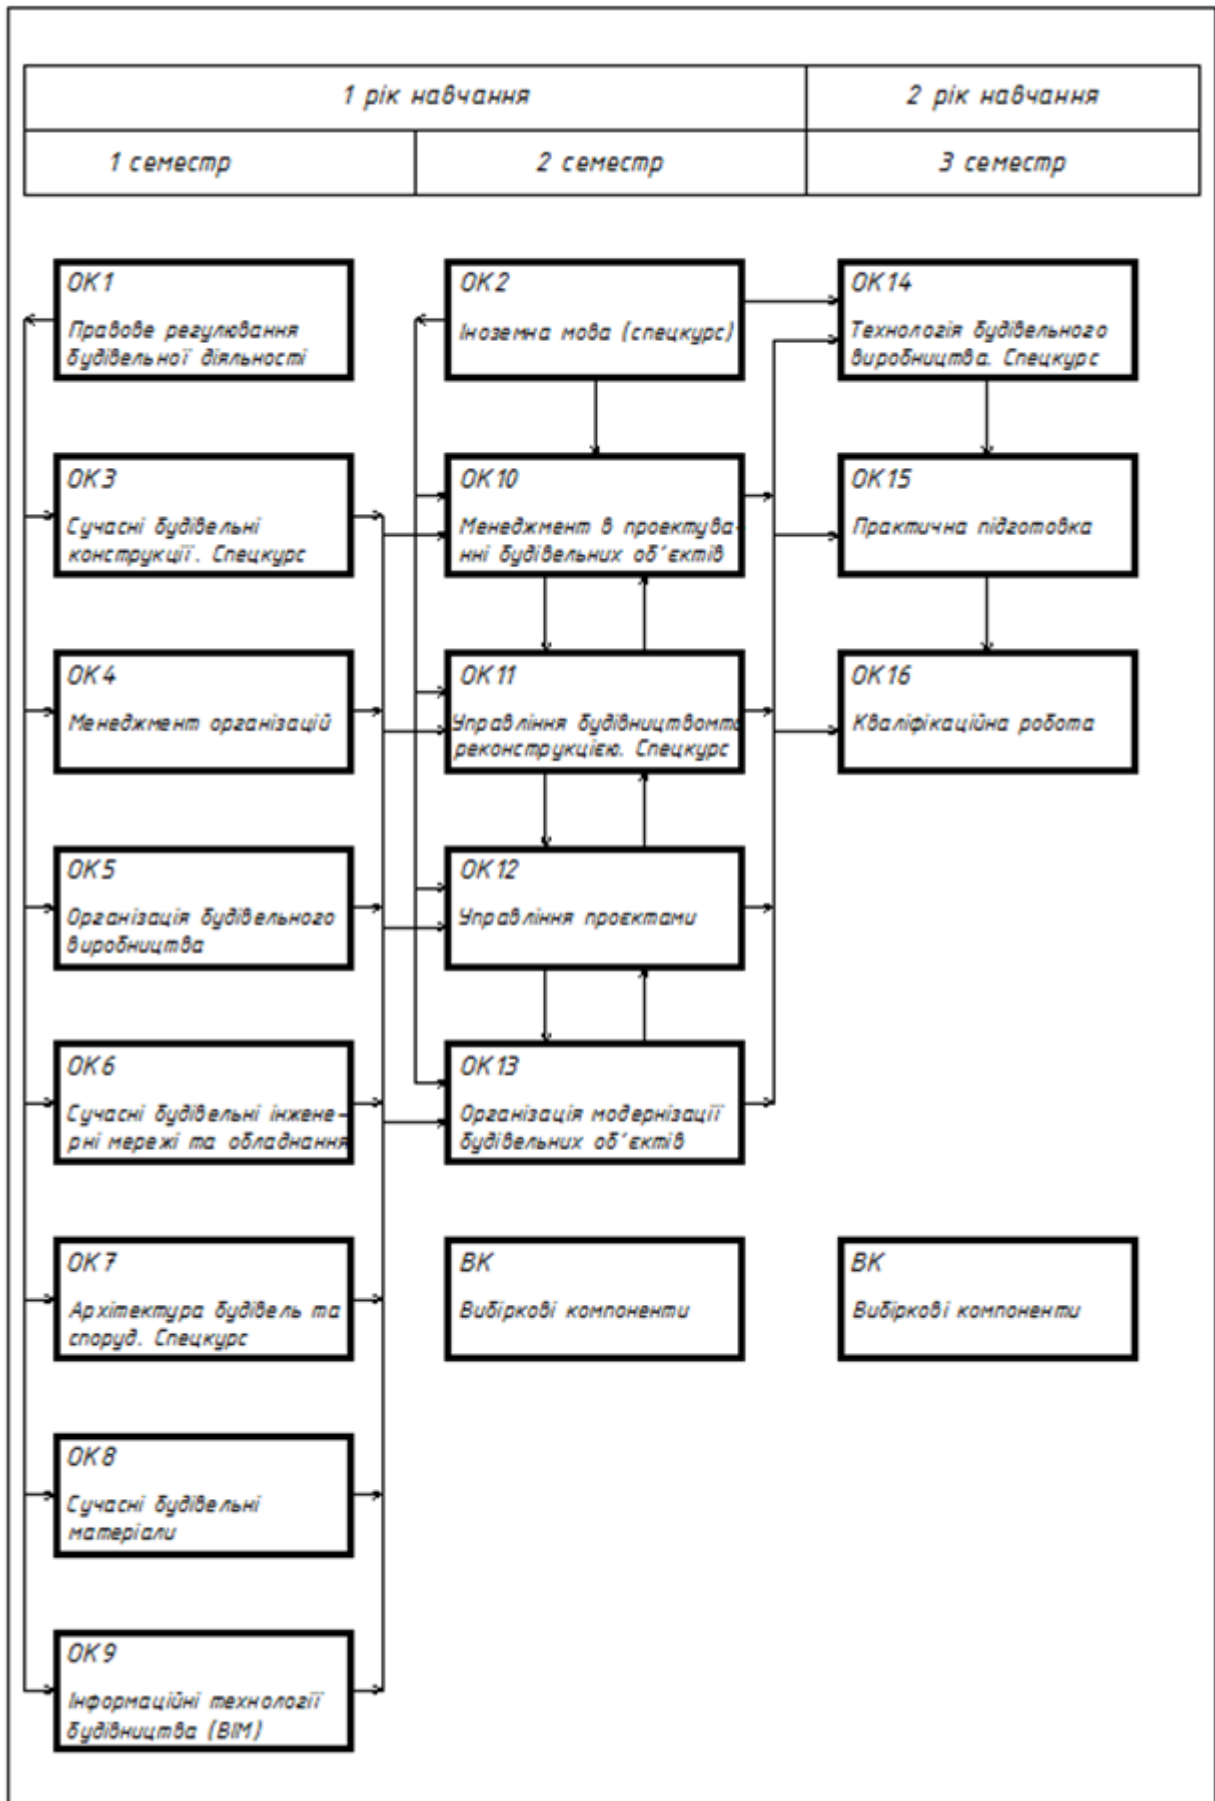 1 рік навчання
2 рік навчання
1 семестр
2 семестр
3 семестр
ОК1
Правове регулювання
будівельної діяльності
ОК3
Сучасні будівельні
конструкції. Спецкурс
ОК4
Менеджмент організацій
ОК5
Організація будівельного
виробництва
ОК6
Сучасні будівельні інжене-
рні мережі та обладнання
ОК7
Архітектура будівель та
споруд. Спецкурс
ОК8
Сучасні будівельні
матеріали
ОК9
Інформаційні технології
будівництва (ВІМ)
ОК2
Іноземна мова (спецкурс)
ОК10
Менеджмент в проектува-
нні будівельних об'єктів
ОК11
Управління будівництвомта
реконструкцією. Спецкурс
ОК12
Управління проєктами
ОК13
Організація модернізації
будівельних об'єктів
ВК
Вибіркові компоненти
ОК14
Технологія будівельного
виробництва. Спецкурс
ОК15
Практична підготовка
ОК16
Кваліфікаційна робота
ВК
Вибіркові компоненти